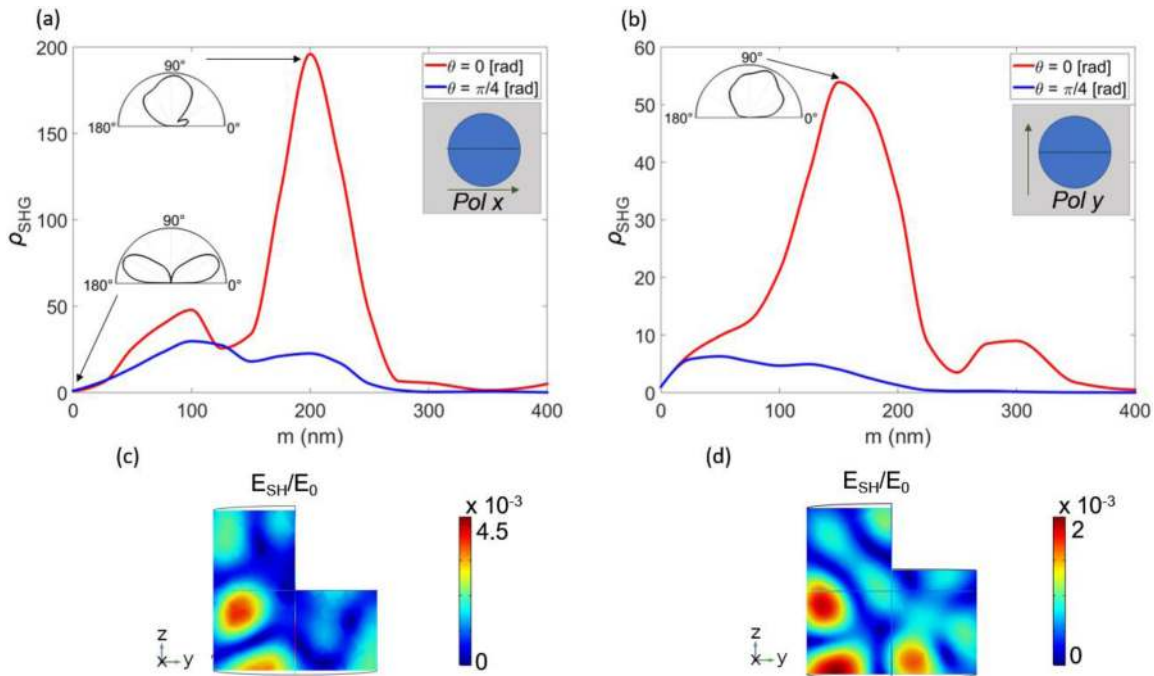 (a)
200
150
100
50
0
ρSHG
0
100
200
300
400
m (nm)
90°
180°
0°
90°
180°
0°
θ = 0 [rad]
θ = π/4 [rad]
Pol x
(b)
60
50
40
30
20
10
0
ρSHG
0
100
200
300
400
m (nm)
90°
180°
0°
θ = 0 [rad]
θ = π/4 [rad]
Pol y
(c)
ESH/E0
x 10-3
4.5
0
z
x
y
(d)
ESH/E0
x 10-3
2
0
z
x
y